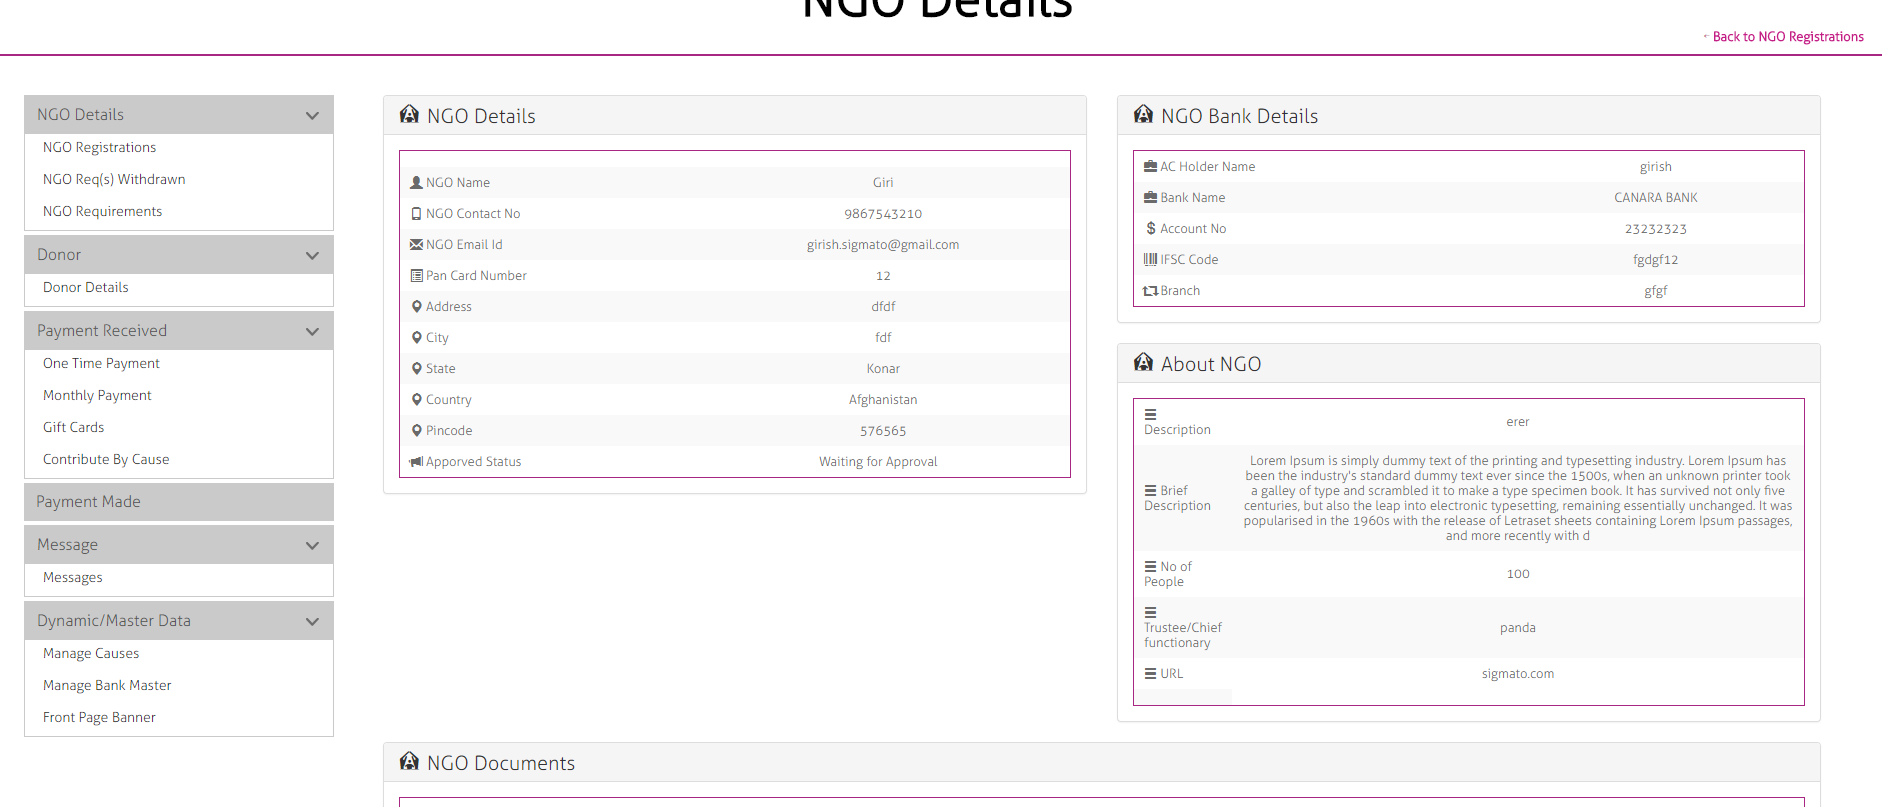 NGO Details
←Back to NGO Registrations
NGO Details
NGO Registrations
NGO Req(s) Withdrawn
NGO Requirements
Donor
Donor Details
Payment Received
One Time Payment
Monthly Payment
Gift Cards
Contribute By Cause
Payment Made
Message
Messages
Dynamic/Master Data
Manage Causes
Manage Bank Master
Front Page Banner
NGO Details
NGO Name Giri
NGO Contact No 9867543210
NGO Email Id girish.sigmato@gmail.com
Pan Card Number 12
Address dfdf
City fdf
State Konar
Country Afghanistan
Pincode 576565
Apporved Status Waiting for Approval
NGO Bank Details
AC Holder Name girish
Bank Name CANARA BANK
Account No 23232323
IFSC Code fgdgf12
Branch gfgf
About NGO
Description erer
Brief
Description
Lorem Ipsum is simply dummy text of the printing and typesetting industry. Lorem Ipsum has
been the industry's standard dummy text ever since the 1500s, when an unknown printer took
a galley of type and scrambled it to make a type specimen book. It has survived not only five
centuries, but also the leap into electronic typesetting, remaining essentially unchanged. It was
popularised in the 1960s with the release of Letraset sheets containing Lorem Ipsum passages,
and more recently with d
No of
People
100
Trustee/Chief
functionary
panda
URL sigmato.com
NGO Documents